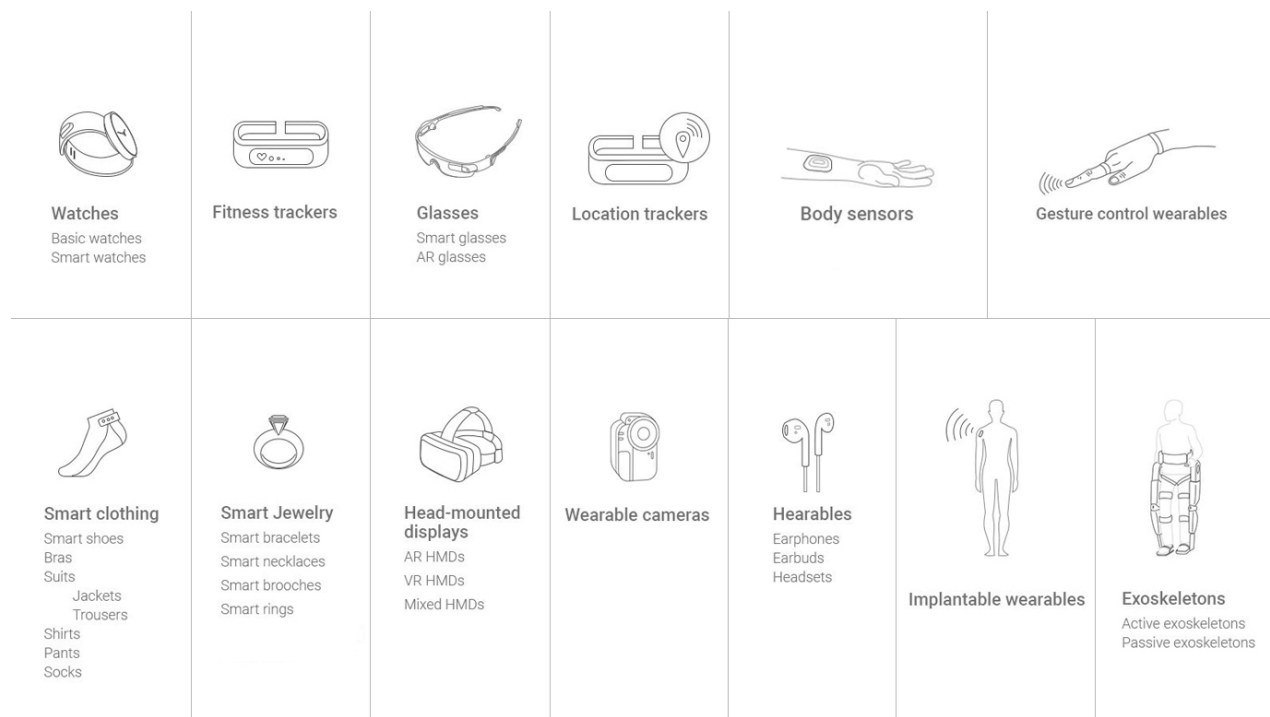 Watches
Basic watches
Smart watches
Fitness trackers
Glasses
Smart glasses
AR glasses
Location trackers
Body sensors
Gesture control wearables
Smart clothing
Smart shoes
Bras
Suits
Jackets
Trousers
Shirts
Pants
Socks
Smart Jewelry
Smart bracelets
Smart necklaces
Smart brooches
Smart rings
Head-mounted
displays
AR HMDs
VR HMDs
Mixed HMDs
Wearable cameras
Hearables
Earphones
Earbuds
Headsets
Implantable wearables
Exoskeletons
Active exoskeletons
Passive exoskeletons